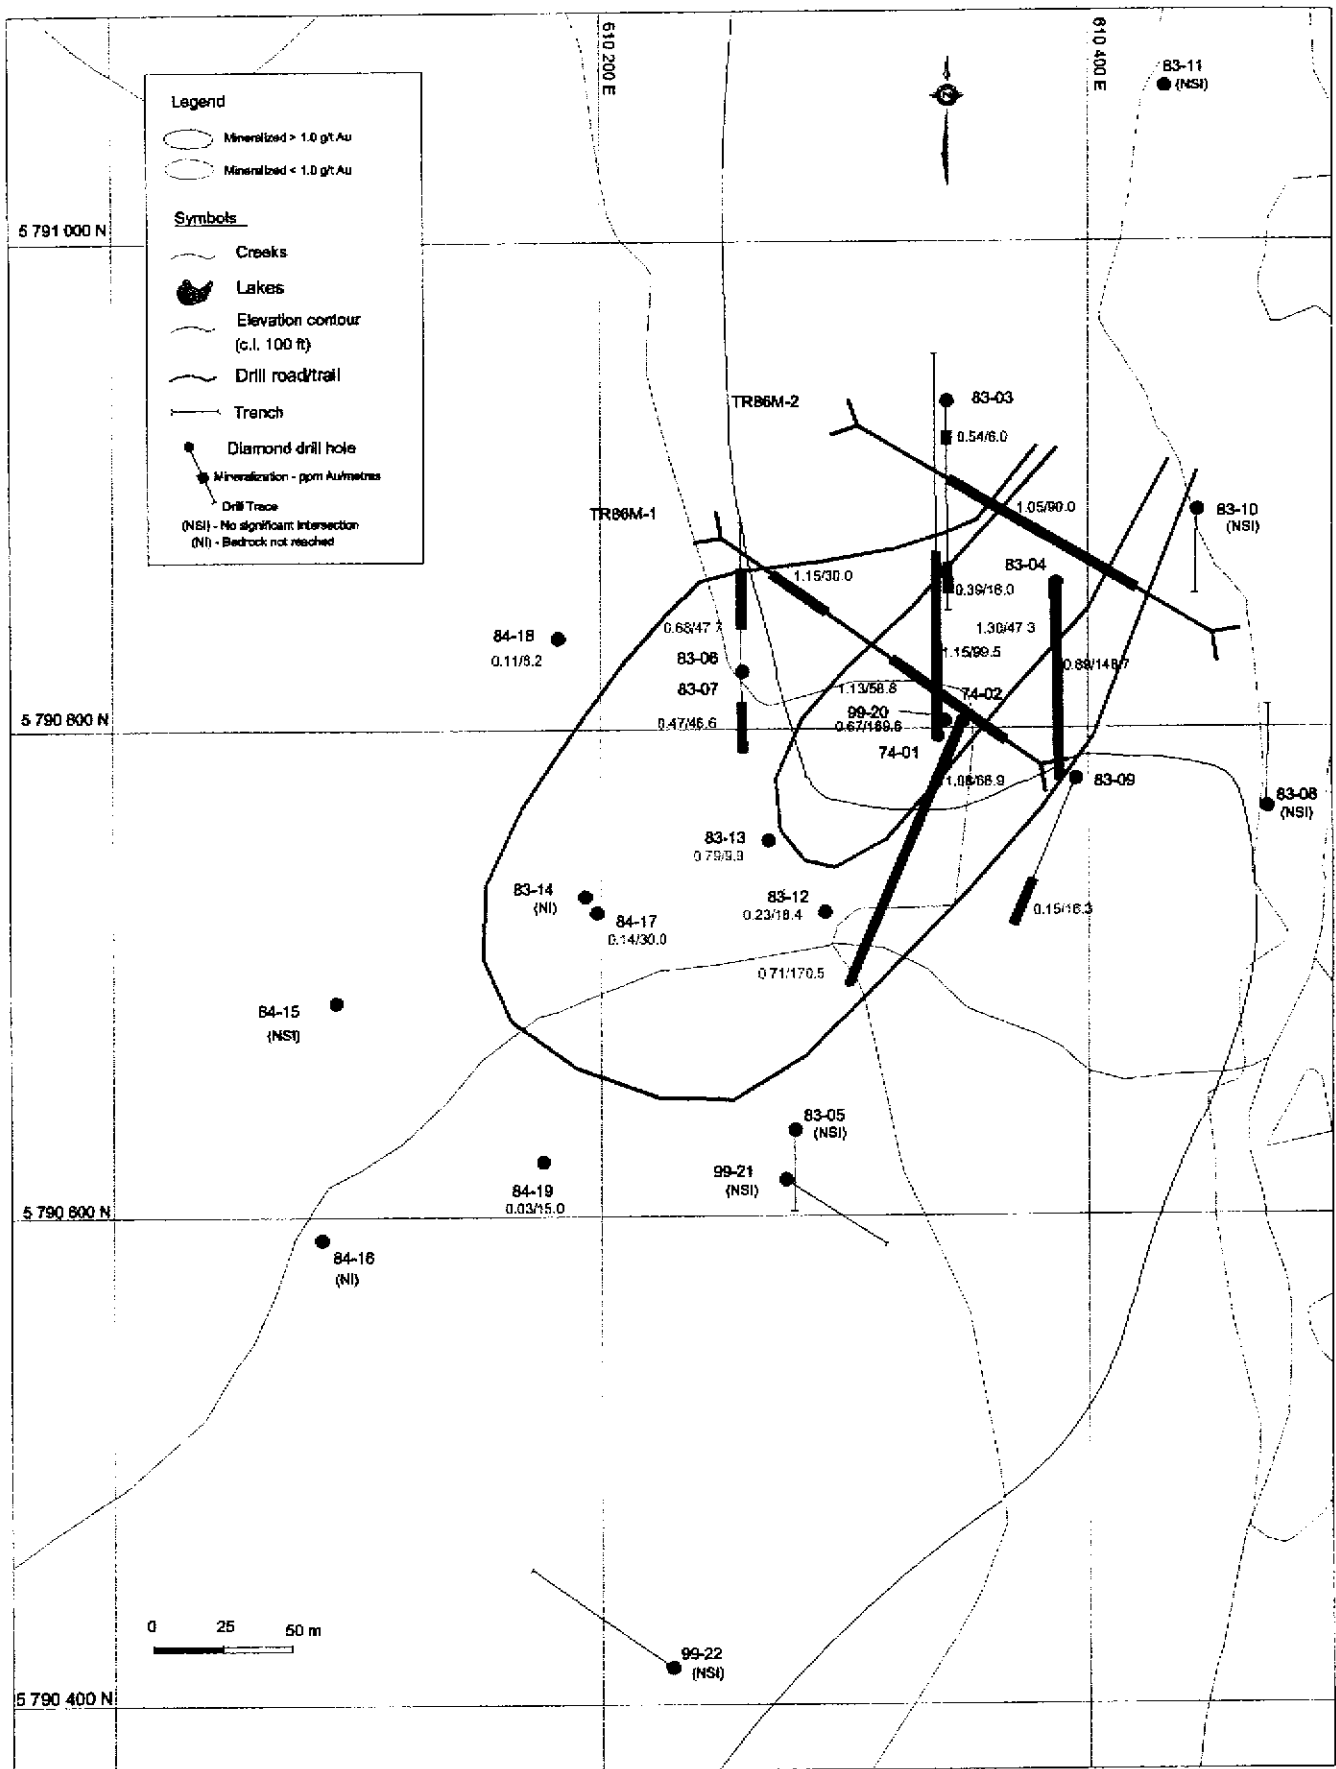 610 200 E
610 400 E
83-11
(NSI)
Legend
Mineralized > 1.0 g/t Au
Mineralized < 1.0 g/t Au
Symbols
Creeks
Lakes
Elevation contour
(c.l. 100 ft)
Drill road/trail
Trench
Diamond drill hole
Mineralization - ppm Au/metres
Drill Trace
(NSI) - No significant intersection
(NI) - Bedrock not reached
5 791 000 N
TR86M-2
83-03
0.54/6.0
1.05/90.0
83-10
(NSI)
TR86M-1
1.15/30.0
83-04
0.39/16.0
84-18
0.11/6.2
0.68/47.7
1.30/47.3
83-06
1.15/99.5
0.89/148.7
83-07
1.13/58.8
74-02
5 790 800 N
0.47/46.6
99-20
0.67/169.6
74-01
1.08/68.9
83-09
83-08
(NSI)
83-13
0.79/9.9
83-14
(NI)
84-17
0.14/30.0
83-12
0.23/18.4
0.15/16.3
0.71/170.5
84-15
(NSI)
83-05
(NSI)
99-21
(NSI)
84-19
0.03/15.0
5 790 600 N
84-16
(NI)
0 25 50 m
99-22
(NSI)
5 790 400 N